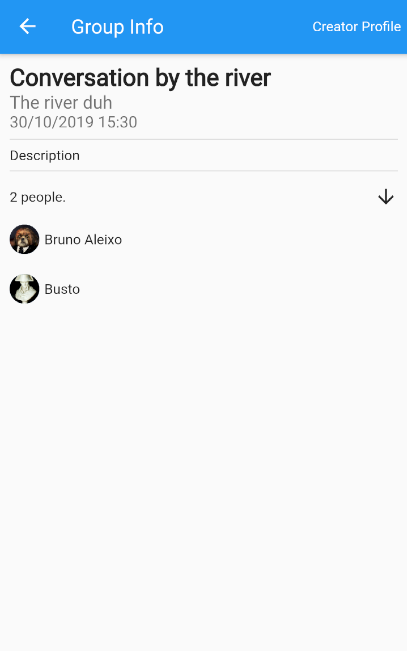 Group Info
Creator Profile
Conversation by the river
The river duh
30/10/2019 15:30
Description
2 people.
Bruno Aleixo
Busto